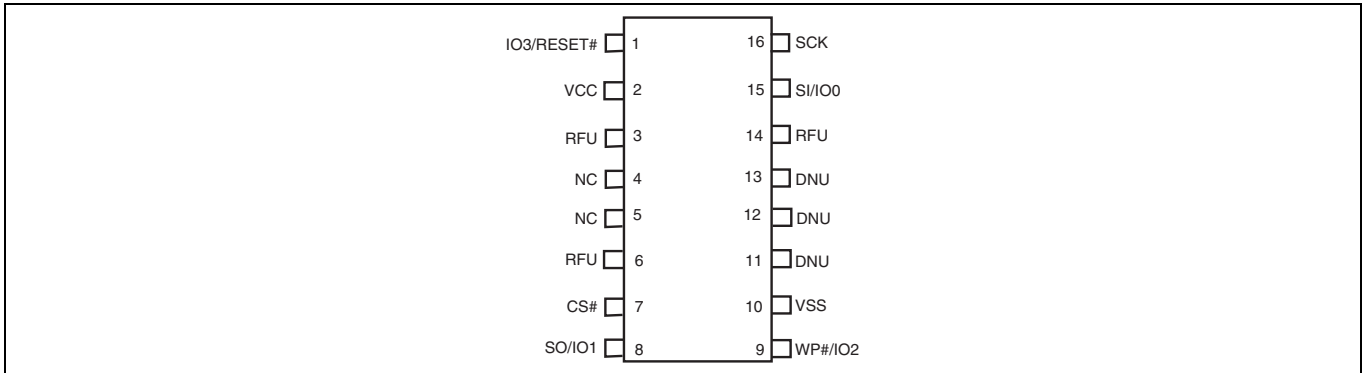 IO3/RESET# 1 16 SCK
VCC 2 15 SI/IO0
RFU 3 14 RFU
NC 4 13 DNU
NC 5 12 DNU
RFU 6 11 DNU
CS# 7 10 VSS
SO/IO1 8 9 WP#/IO2